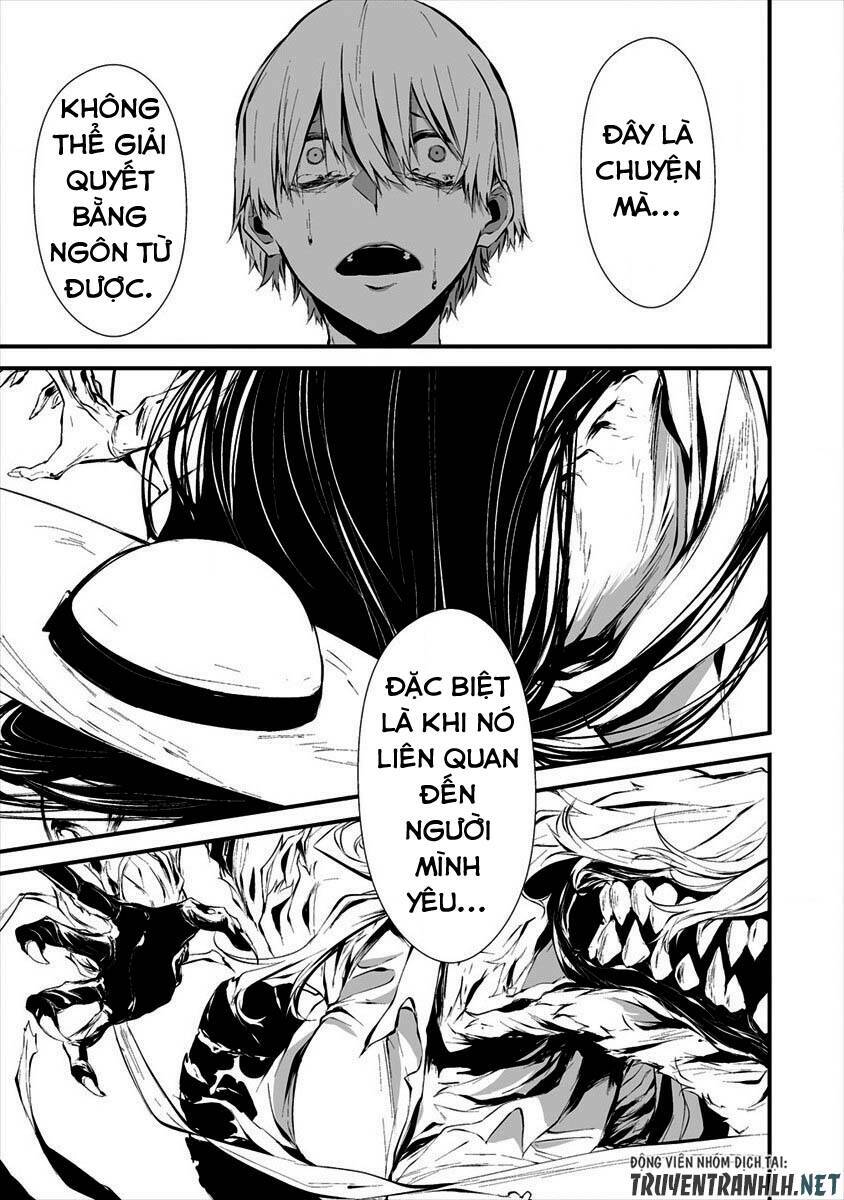 ĐÂY LÀ
CHUYỆN
MÀ...
KHÔNG
THỂ GIẢI
QUYẾT
BẰNG
NGÔN TỪ
ĐƯỢC.
ĐẶC BIỆT
LÀ KHI NÓ
LIÊN QUAN
ĐẾN
NGƯỜI
MÌNH
YÊU...
ĐỘNG VIÊN NHÓM DỊCH TẠI:
TRUYENTRANHLH.NET